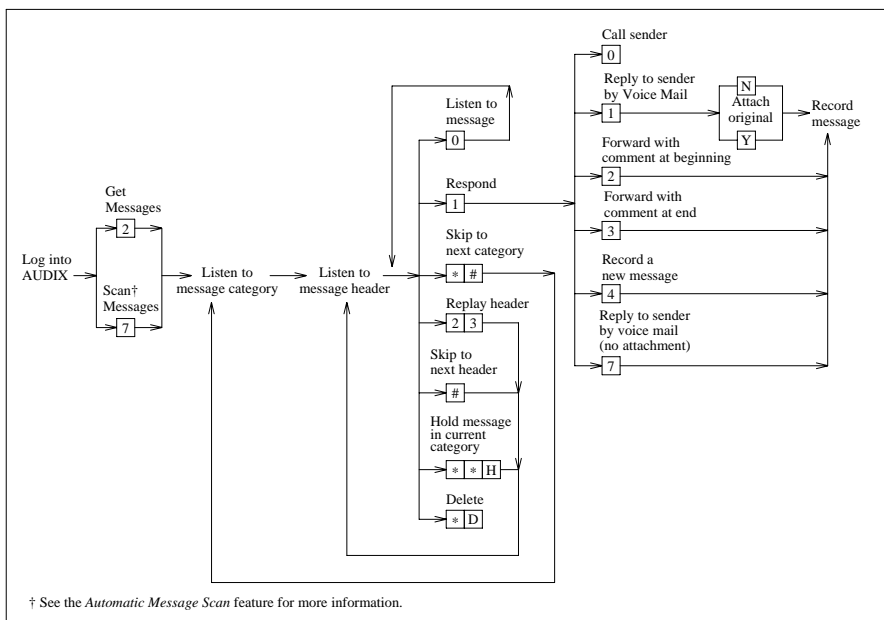 Log into
AUDIX
Get
Messages
2
Scan†
Messages
7
Listen to
message category
Listen to
message header
Listen to
message
0
Respond
1
Skip to
next category
* #
Replay header
2 3
Skip to
next header
#
Hold message
in current
category
* * H
Delete
* D
Call sender
0
Reply to sender
by Voice Mail
1
N
Attach
original
Y
Record
message
Forward with
comment at beginning
2
Forward with
comment at end
3
Record a
new message
4
Reply to sender
by voice mail
(no attachment)
7
† See the Automatic Message Scan feature for more information.